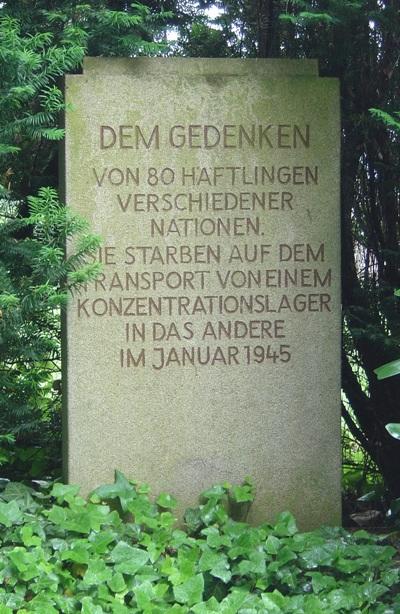 DEM GEDENKEN
VON 80 HAFTLINGEN
VERSCHIEDENER
NATIONEN.
SIE STARBEN AUF DEM
TRANSPORT VON EINEM
KONZENTRATIONSLAGER
IN DAS ANDERE
IM JANUAR 1945